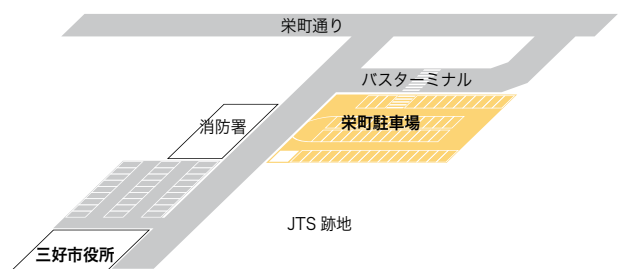 栄町通り
バスターミナル
栄町駐車場
消防署
JTS 跡地
三好市役所